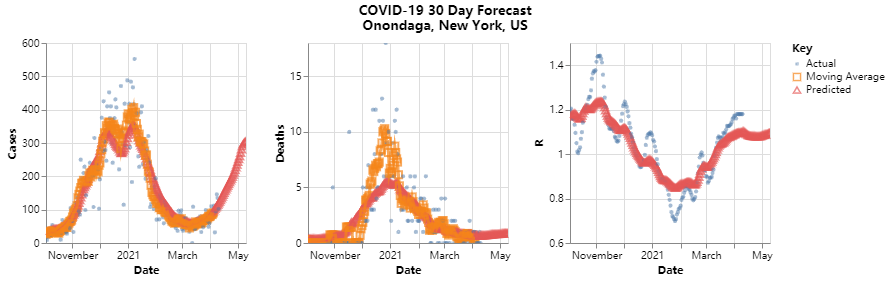 COVID-19 30 Day Forecast
Onondaga, New York, US
600
500
400
300
200
100
0
Cases
November
2021
March
May
Date
15
10
5
0
Deaths
November
2021
March
May
Date
1.4
1.2
1
0.8
0.6
R
November
2021
March
May
Date
Key
Actual
Moving Average
Predicted